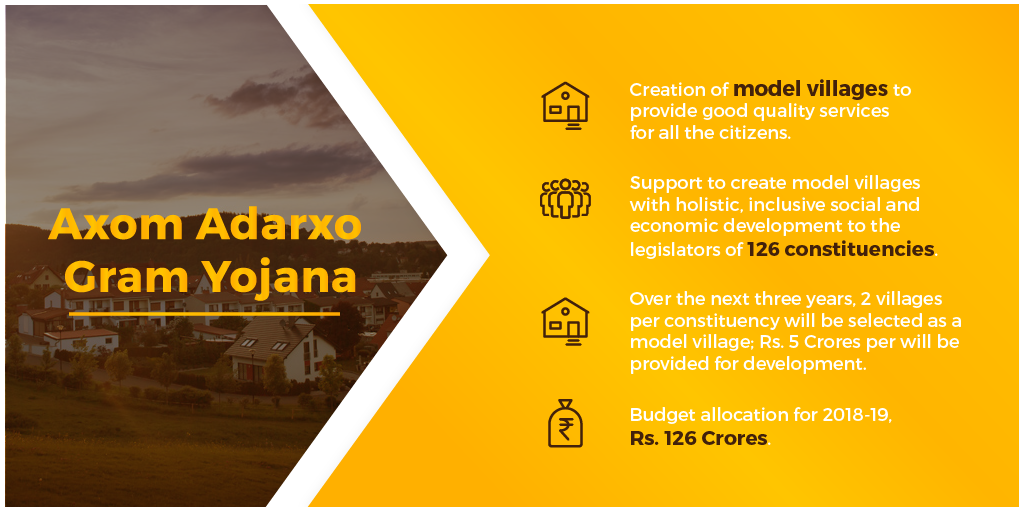 Axom Adarxo
Gram Yojana
Creation of model villages to
provide good quality services
for all the citizens.
Support to create model villages
with holistic, inclusive social and
economic development to the
legislators of 126 constituencies.
Over the next three years, 2 villages
per constituency will be selected as a
model village; Rs. 5 Crores per will be
provided for development.
Budget allocation for 2018-19,
Rs. 126 Crores.